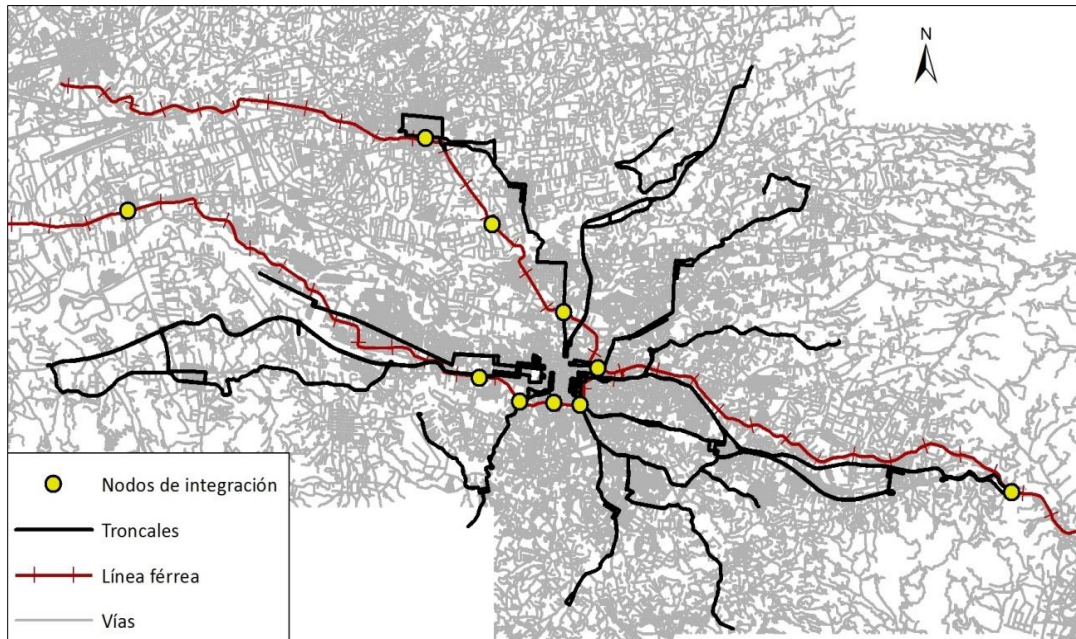 N
Nodos de integración
Troncales
Línea férrea
Vías